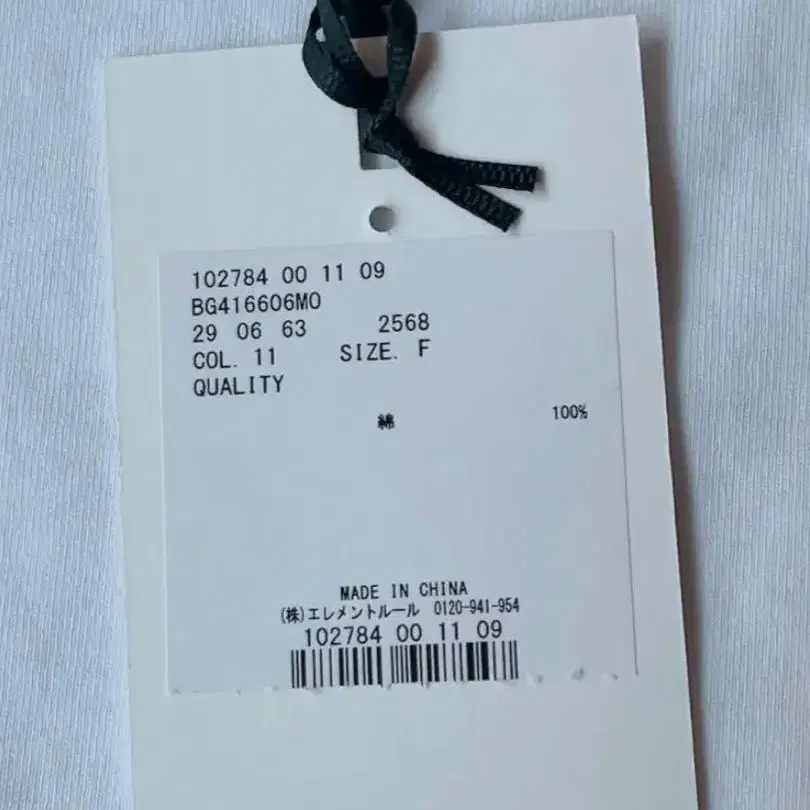 102784 00 11 09
BG416606MO
29 06 63 2568
COL. 11 SIZE. F
QUALITY
綿 100%
MADE IN CHINA
(株)エレメントルール 0120-941-954
102784 00 11 09